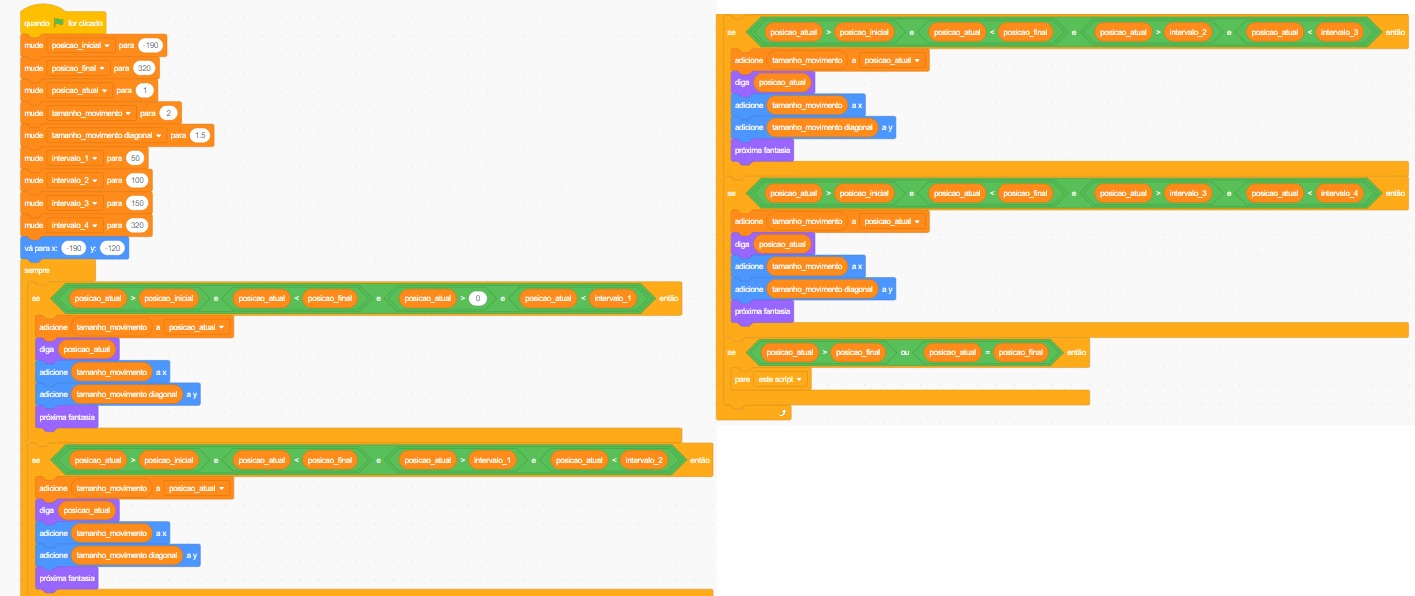 quando for clicado
mude posicao_inicial para -190
mude posicao_final para 320
mude posicao_atual para 1
mude tamanho_movimento para 2
mude tamanho_movimento diagonal para 1.5
mude intervalo_1 para 50
mude intervalo_2 para 100
mude intervalo_3 para 150
mude intervalo_4 para 320
vá para x: -190 y: -120
sempre
se posicao_atual > posicao_inicial e posicao_atual < posicao_final e posicao_atual > 0 e posicao_atual < intervalo_1 então
adicione tamanho_movimento a posicao_atual
diga posicao_atual
adicione tamanho_movimento a x
adicione tamanho_movimento diagonal a y
próxima fantasia
se posicao_atual > posicao_inicial e posicao_atual < posicao_final e posicao_atual > intervalo_1 e posicao_atual < intervalo_2 então
adicione tamanho_movimento a posicao_atual
diga posicao_atual
adicione tamanho_movimento a x
adicione tamanho_movimento diagonal a y
próxima fantasia
se posicao_atual > posicao_inicial e posicao_atual < posicao_final e posicao_atual > intervalo_2 e posicao_atual < intervalo_3 então
adicione tamanho_movimento a posicao_atual
diga posicao_atual
adicione tamanho_movimento a x
adicione tamanho_movimento diagonal a y
próxima fantasia
se posicao_atual > posicao_inicial e posicao_atual < posicao_final e posicao_atual > intervalo_3 e posicao_atual < intervalo_4 então
adicione tamanho_movimento a posicao_atual
diga posicao_atual
adicione tamanho_movimento a x
adicione tamanho_movimento diagonal a y
próxima fantasia
se posicao_atual > posicao_final ou posicao_atual = posicao_final então
pare este script